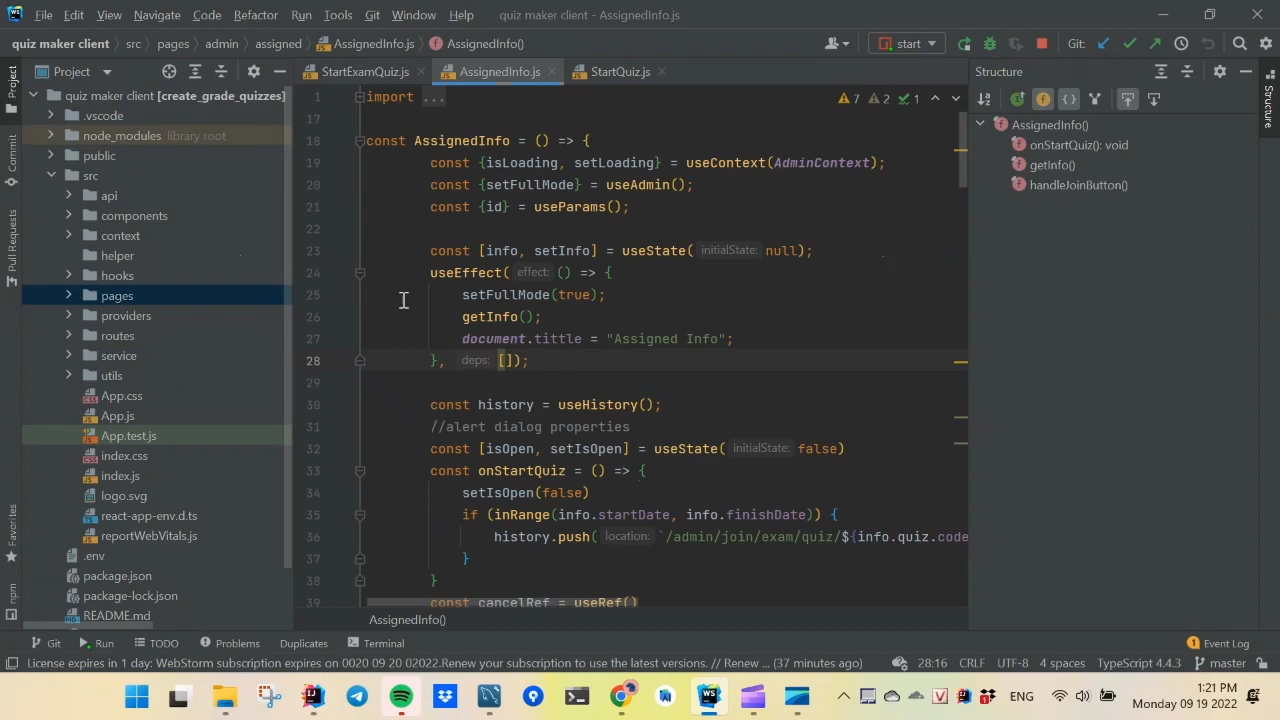 File Edit View Navigate Code Refactor Run Tools Git Window Help quiz maker client - AssignedInfo.js
quiz maker client src pages admin assigned AssignedInfo.js AssignedInfo() start Git:
Project StartExamQuiz.js AssignedInfo.js StartQuiz.js Structure
Project
Commit
Pull Requests
Favorites
npm
Structure
quiz maker client [create_grade_quizzes]
.vscode
node_modules library root
public
src
api
components
context
helper
hooks
pages
providers
routes
service
utils
App.css
App.js
App.test.js
index.css
index.js
logo.svg
react-app-env.d.ts
reportWebVitals.js
.env
package.json
package-lock.json
README.md
1 import ... 7 2 1
17
18 const AssignedInfo = () => {
19 const {isLoading, setLoading} = useContext(AdminContext);
20 const {setFullMode} = useAdmin();
21 const {id} = useParams();
22
23 const [info, setInfo] = useState( initialState: null);
24 useEffect( effect: () => {
25 setFullMode(true);
26 getInfo();
27 document.tittle = "Assigned Info";
28 }, deps: []);
29
30 const history = useHistory();
31 //alert dialog properties
32 const [isOpen, setIsOpen] = useState( initialState: false)
33 const onStartQuiz = () => {
34 setIsOpen(false)
35 if (inRange(info.startDate, info.finishDate)) {
36 history.push( location: `/admin/join/exam/quiz/${info.quiz.code
37 }
38 }
39 const cancelRef = useRef()
AssignedInfo()
AssignedInfo()
onStartQuiz(): void
getInfo()
handleJoinButton()
Git Run TODO Problems Duplicates Terminal 1 Event Log
License expires in 1 day: WebStorm subscription expires on 0020 09 20 02022.Renew your subscription to use the latest versions. // Renew ... (37 minutes ago) 28:16 CRLF UTF-8 4 spaces TypeScript 4.4.3 master
ENG
1:21 PM
Monday 09 19 2022